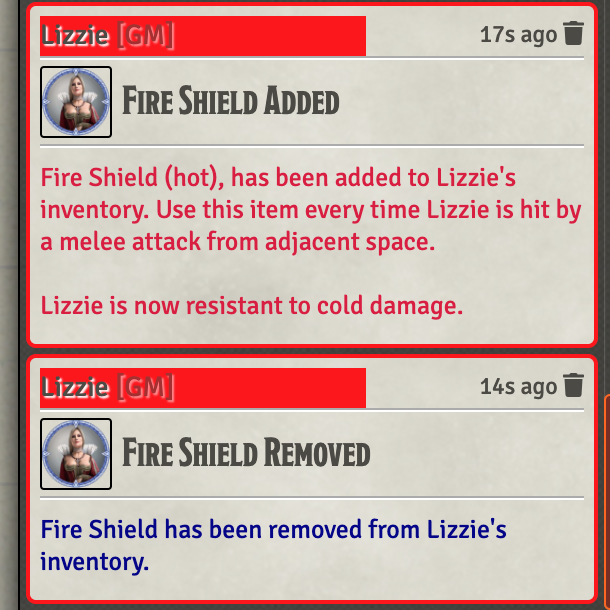 Lizzie [GM]
17s ago
Fire Shield Added
Fire Shield (hot), has been added to Lizzie's
inventory. Use this item every time Lizzie is hit by
a melee attack from adjacent space.
Lizzie is now resistant to cold damage.
Lizzie [GM]
14s ago
Fire Shield Removed
Fire Shield has been removed from Lizzie's
inventory.